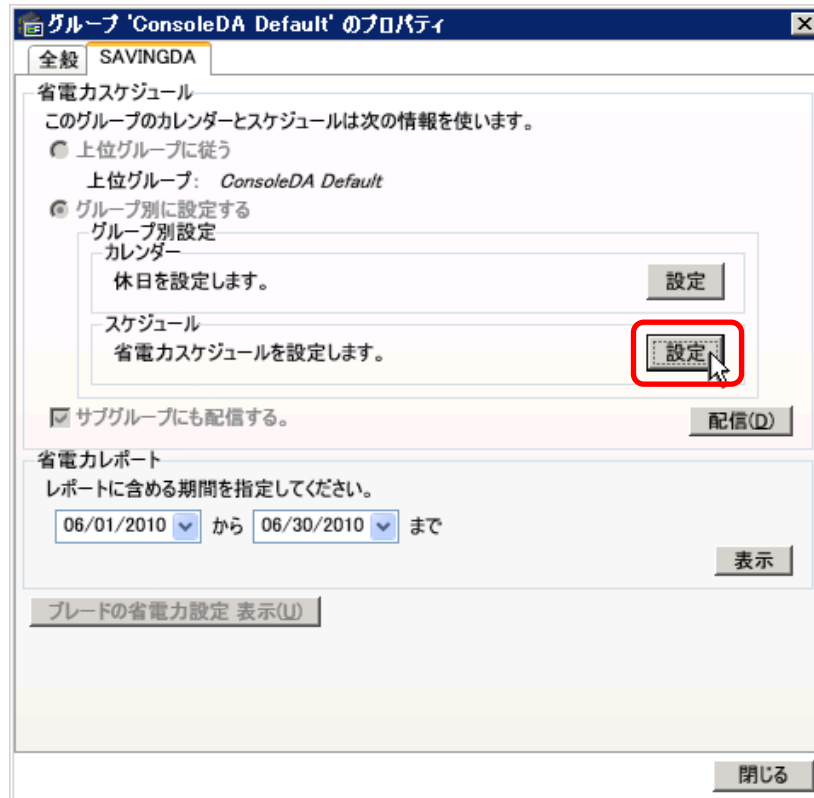 グループ 'ConsoleDA Default' のプロパティ
全般 SAVINGDA
省電力スケジュール
このグループのカレンダーとスケジュールは次の情報を使います。
上位グループに従う
上位グループ: ConsoleDA Default
グループ別に設定する
グループ別設定
カレンダー
休日を設定します。 設定
スケジュール
省電力スケジュールを設定します。 設定
サブグループにも配信する。 配信(D)
省電力レポート
レポートに含める期間を指定してください。
06/01/2010 から 06/30/2010 まで
表示
ブレードの省電力設定 表示(U)
閉じる